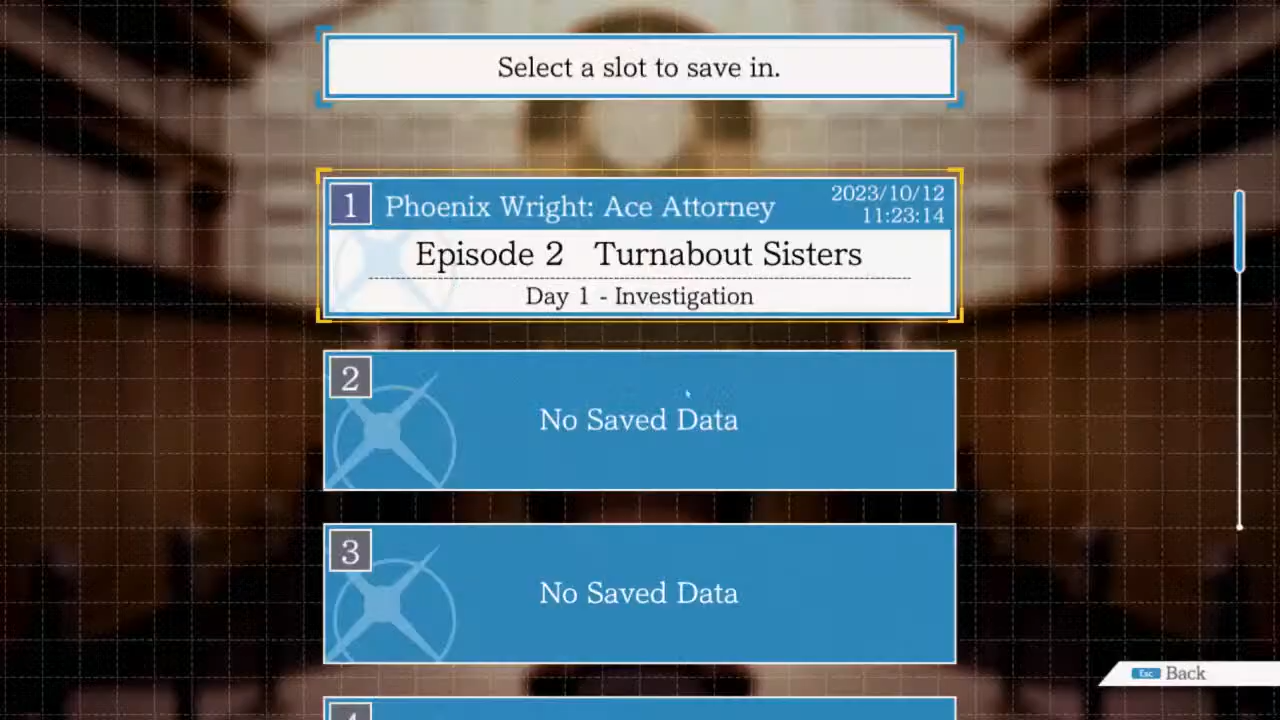 Select a slot to save in.
1 Phoenix Wright: Ace Attorney 2023/10/12
11:23:14
Episode 2 Turnabout Sisters
Day 1 - Investigation
2
No Saved Data
3
No Saved Data
4
Esc Back